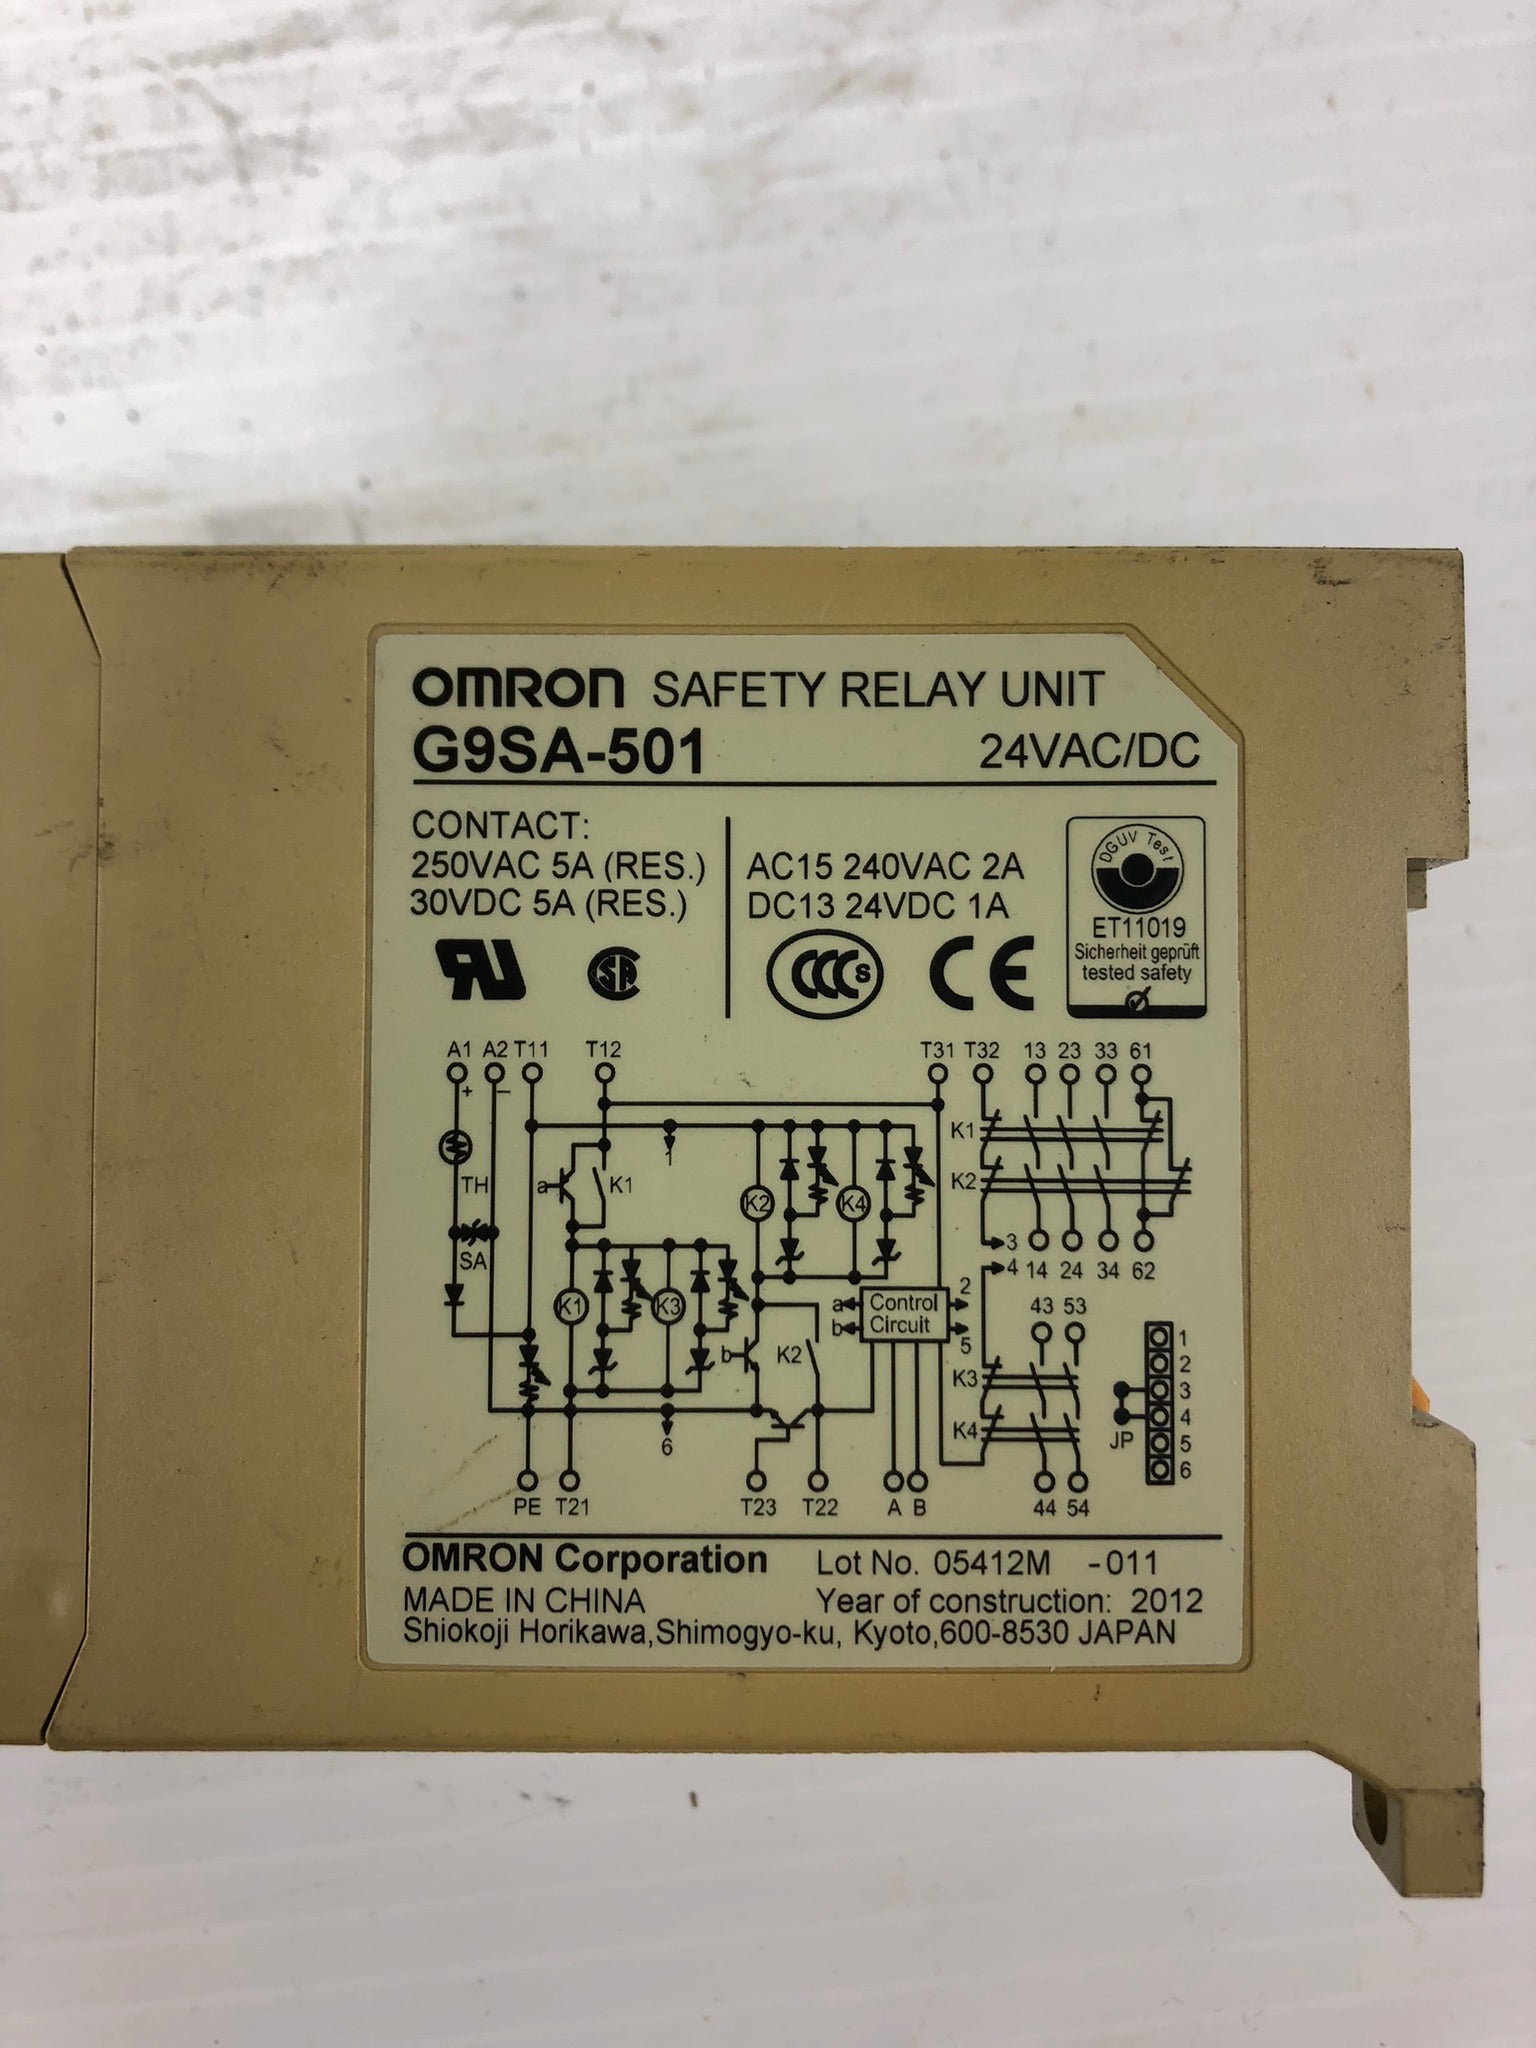 OMRON SAFETY RELAY UNIT
G9SA-501 24VAC/DC
CONTACT:
250VAC 5A (RES.)
30VDC 5A (RES.)
AC15 240VAC 2A
DC13 24VDC 1A
DGUV Test
ET11019
Sicherheit geprüft
tested safety
CCC S
CE
A1 A2 T11 T12 T31 T32 13 23 33 61
+ −
K1
a K1
TH
K2
K2 K4
3
SA
4 14 24 34 62
K1 K3
a Control 2
43 53
b Circuit 5
1
b K2
2
K3
3
4
K4
JP
5
6
6
PE T21 T23 T22 A B 44 54
OMRON Corporation Lot No. 05412M -011
MADE IN CHINA Year of construction: 2012
Shiokoji Horikawa,Shimogyo-ku, Kyoto,600-8530 JAPAN